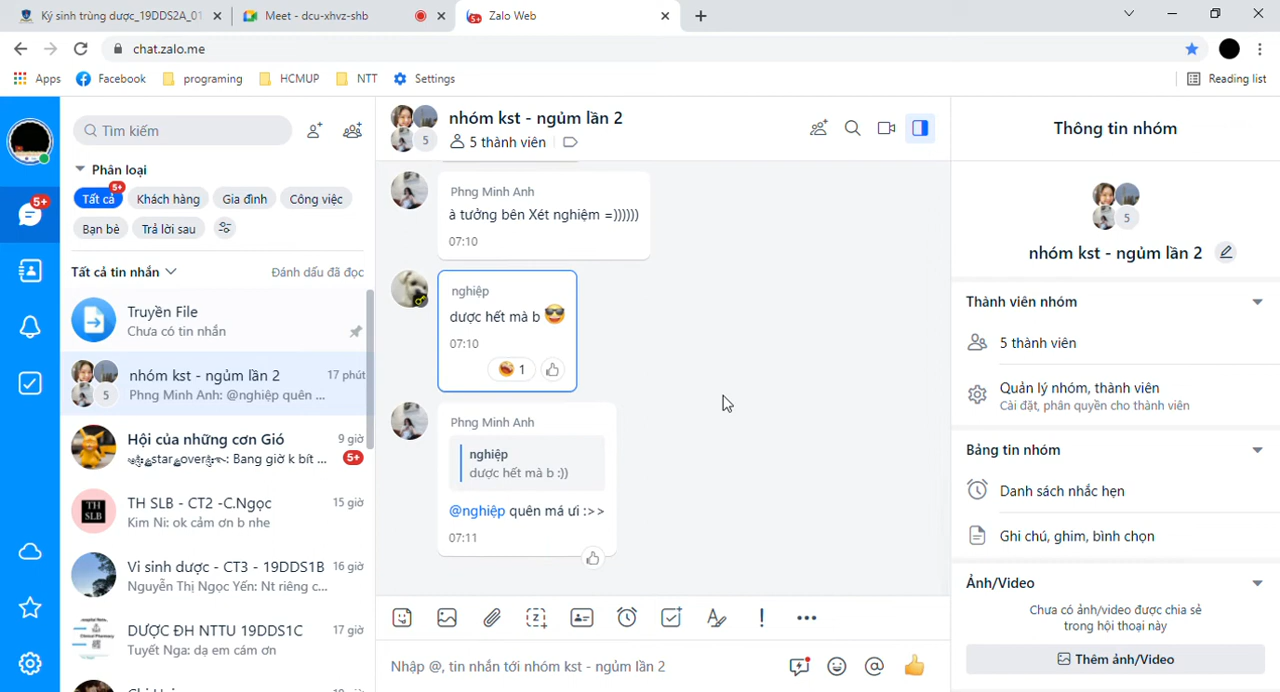 Ký sinh trùng dược_19DDS2A_01
Meet - dcu-xhvz-shb
5+
Zalo Web
chat.zalo.me
Apps
Facebook
programing
HCMUP
NTT
Settings
Reading list
5+
Tìm kiếm
Phân loại
Tất cả
5+
Khách hàng
Gia đình
Công việc
Bạn bè
Trả lời sau
Tất cả tin nhắn
Đánh dấu đã đọc
Truyền File
Chưa có tin nhắn
5
nhóm kst - ngủm lần 2
17 phút
Phng Minh Anh: @nghiệp quên ...
Hội của những cơn Gió
9 giờ
Bang giờ k bít ...
5+
TH
SLB
TH SLB - CT2 -C.Ngọc
15 giờ
Kim Ni: ok cảm ơn b nhe
Vi sinh dược - CT3 - 19DDS1B
16 giờ
Nguyễn Thị Ngọc Yến: Nt riêng c...
DƯỢC ĐH NTTU 19DDS1C
17 giờ
Tuyết Nga: dạ em cám ơn
5
nhóm kst - ngủm lần 2
5 thành viên
Phng Minh Anh
à tưởng bên Xét nghiệm =))))))
07:10
nghiệp
dược hết mà b 😎
07:10
1
Phng Minh Anh
nghiệp
dược hết mà b :))
@nghiệp quên má ưi :>>
07:11
Nhập @, tin nhắn tới nhóm kst - ngủm lần 2
Thông tin nhóm
5
nhóm kst - ngủm lần 2
Thành viên nhóm
5 thành viên
Quản lý nhóm, thành viên
Cài đặt, phân quyền cho thành viên
Bảng tin nhóm
Danh sách nhắc hẹn
Ghi chú, ghim, bình chọn
Ảnh/Video
Chưa có ảnh/video được chia sẻ
trong hội thoại này
Thêm ảnh/Video